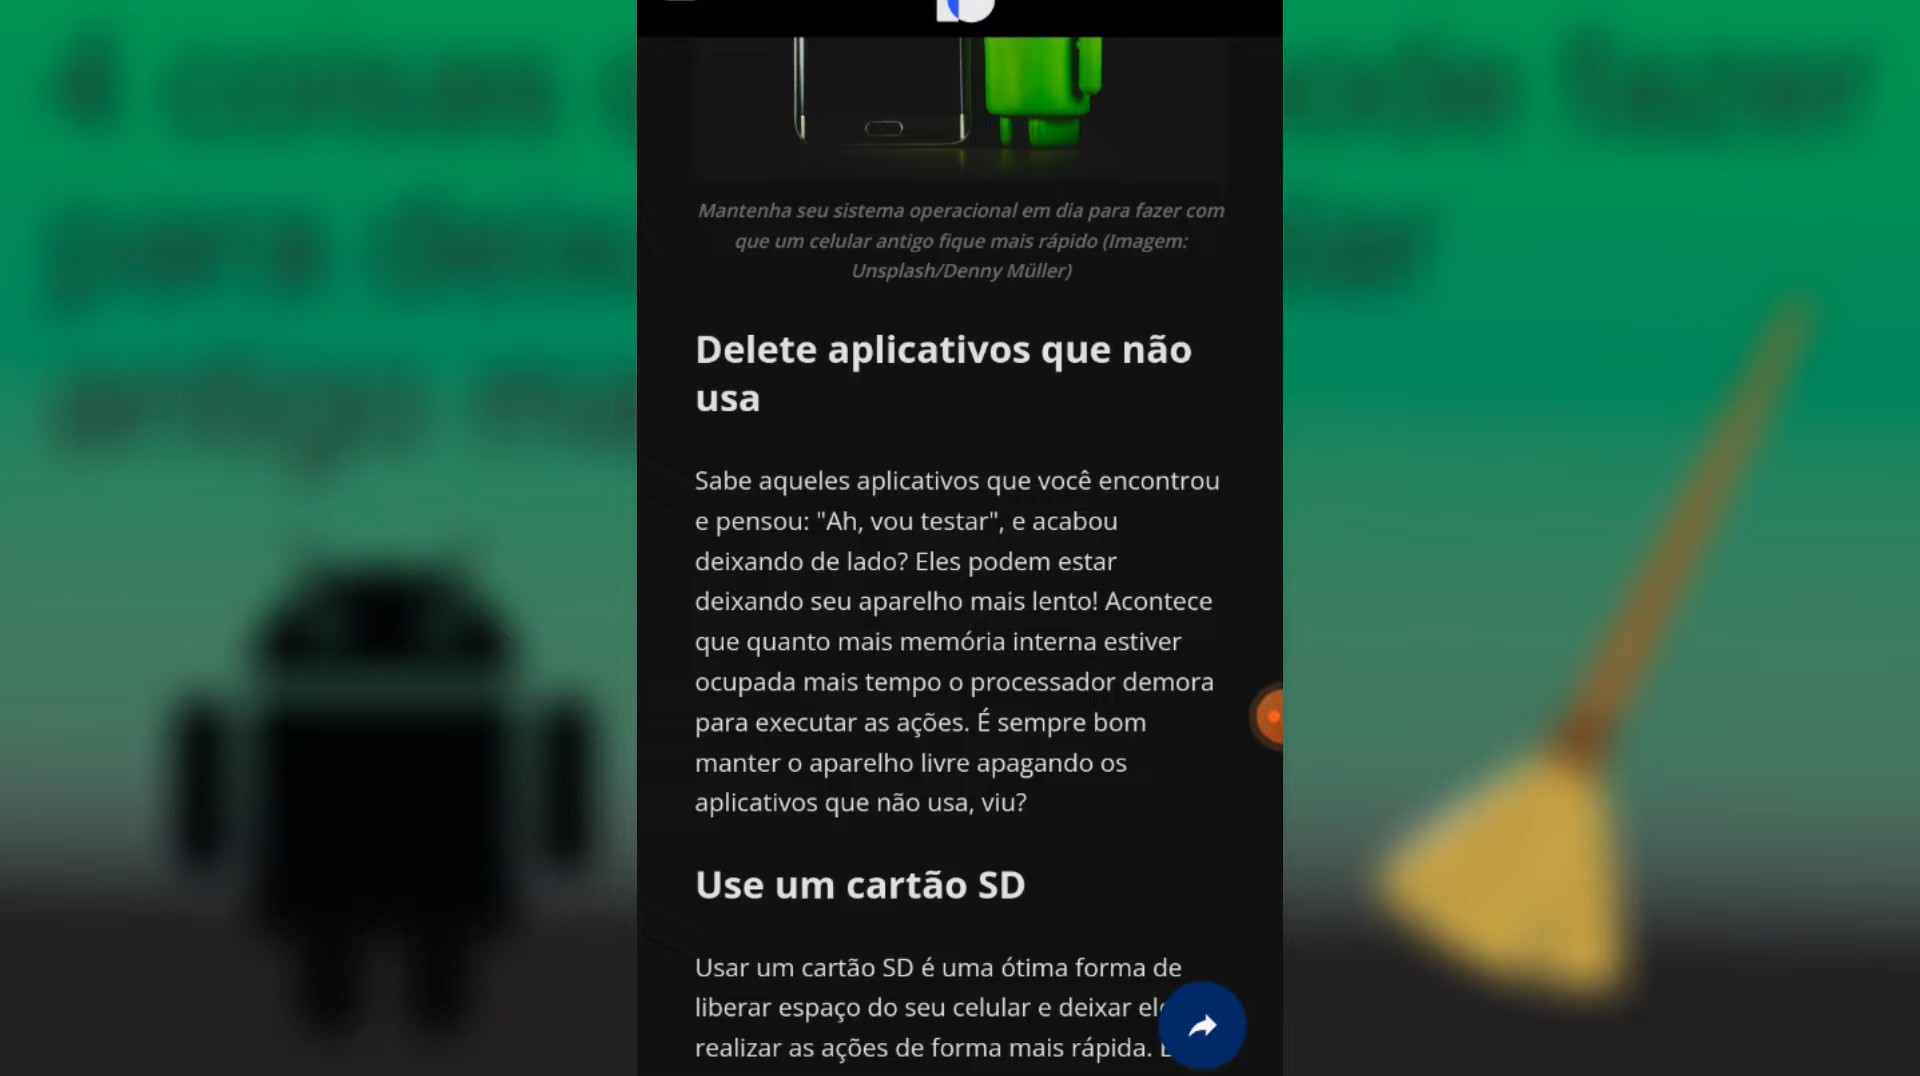 Mantenha seu sistema operacional em dia para fazer com
que um celular antigo fique mais rápido (Imagem:
Unsplash/Denny Müller)
Delete aplicativos que não
usa
Sabe aqueles aplicativos que você encontrou
e pensou: "Ah, vou testar", e acabou
deixando de lado? Eles podem estar
deixando seu aparelho mais lento! Acontece
que quanto mais memória interna estiver
ocupada mais tempo o processador demora
para executar as ações. É sempre bom
manter o aparelho livre apagando os
aplicativos que não usa, viu?
Use um cartão SD
Usar um cartão SD é uma ótima forma de
liberar espaço do seu celular e deixar
realizar as ações de forma mais rápida.